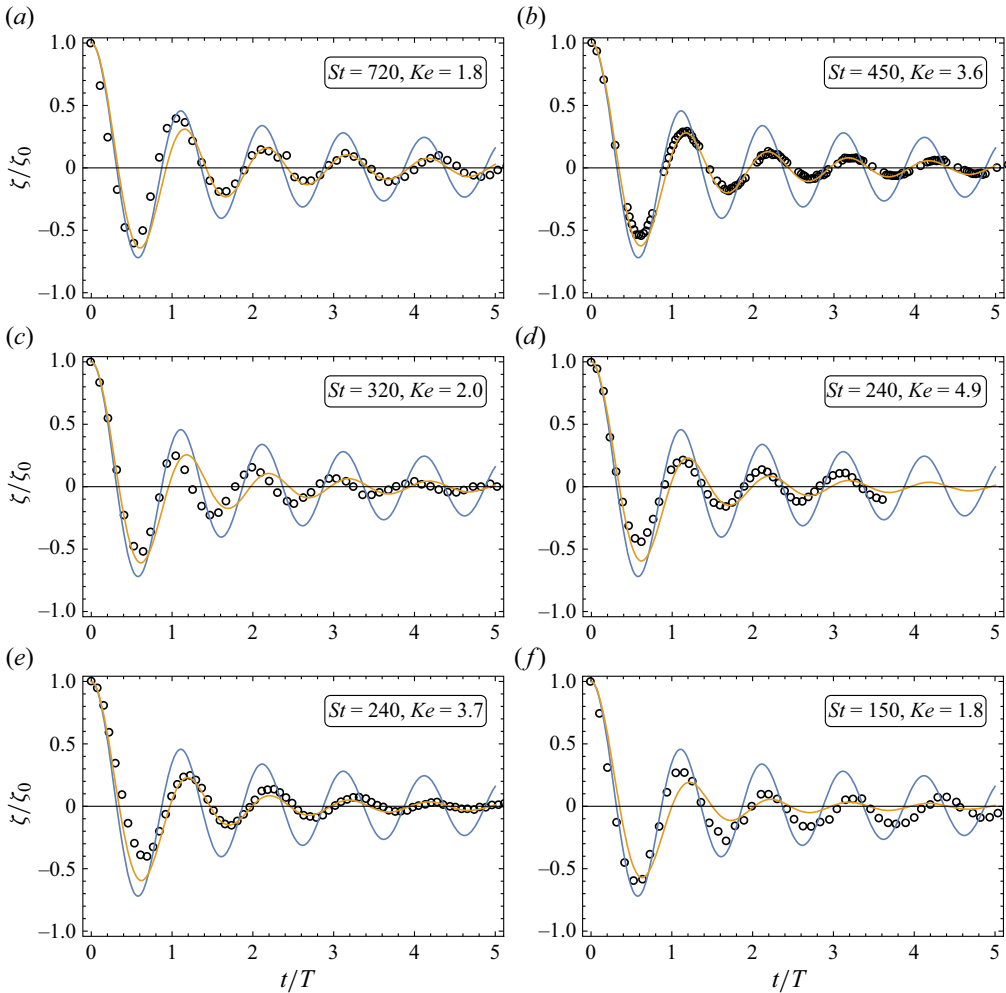 (a)
1.0
0.5
0
–0.5
–1.0
ζ/ζ0
St = 720, Ke = 1.8
0 1 2 3 4 5
(b)
1.0
0.5
0
–0.5
–1.0
St = 450, Ke = 3.6
0 1 2 3 4 5
(c)
1.0
0.5
0
–0.5
–1.0
ζ/ζ0
St = 320, Ke = 2.0
0 1 2 3 4 5
(d)
1.0
0.5
0
–0.5
–1.0
St = 240, Ke = 4.9
0 1 2 3 4 5
(e)
1.0
0.5
0
–0.5
–1.0
ζ/ζ0
St = 240, Ke = 3.7
0 1 2 3 4 5
t/T
(f)
1.0
0.5
0
–0.5
–1.0
St = 150, Ke = 1.8
0 1 2 3 4 5
t/T